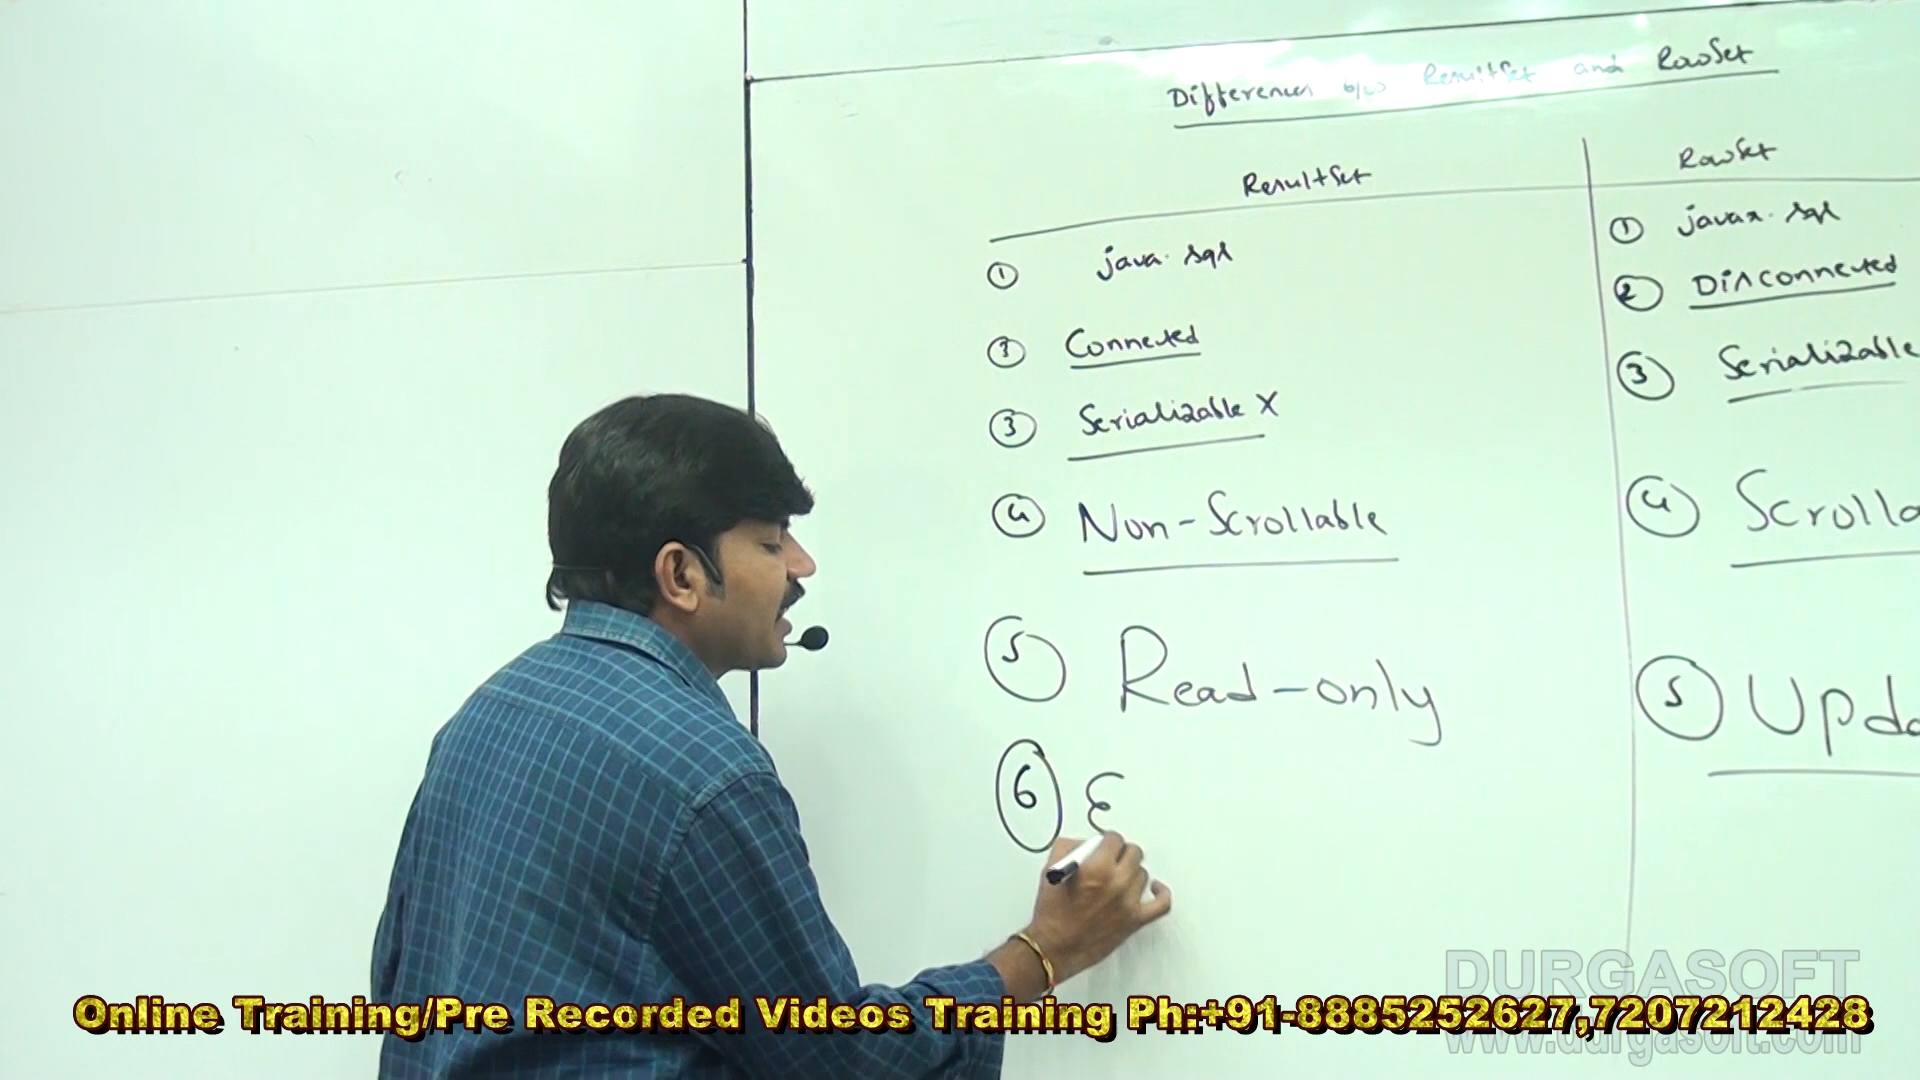 Differences b/w ResultSet and RowSet
ResultSet
RowSet
① java.sql
① javax.sql
② Disconnected
③ Connected
③ Serializable X
③ Serializable
④ Non-Scrollable
④ Scrolla
⑤ Read-only
⑤ Upda
⑥ E
DURGASOFT
www.durgasoft.com
Online Training/Pre Recorded Videos Training Ph:+91-8885252627,7207212428